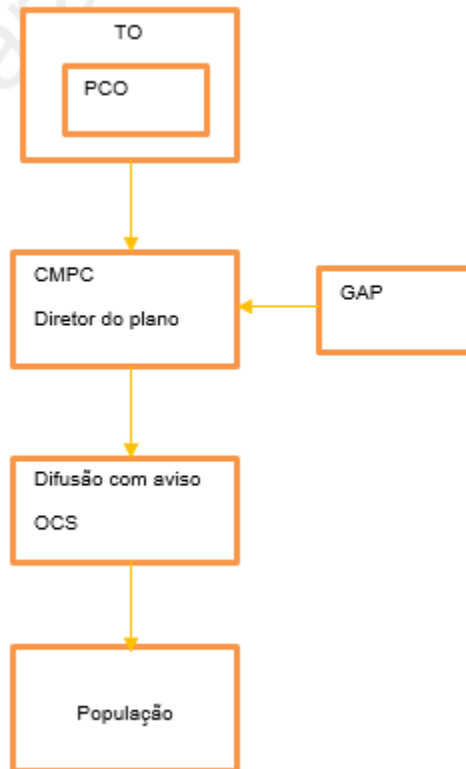 TO
PCO
CMPC
Diretor do plano
GAP
Difusão com aviso
OCS
População